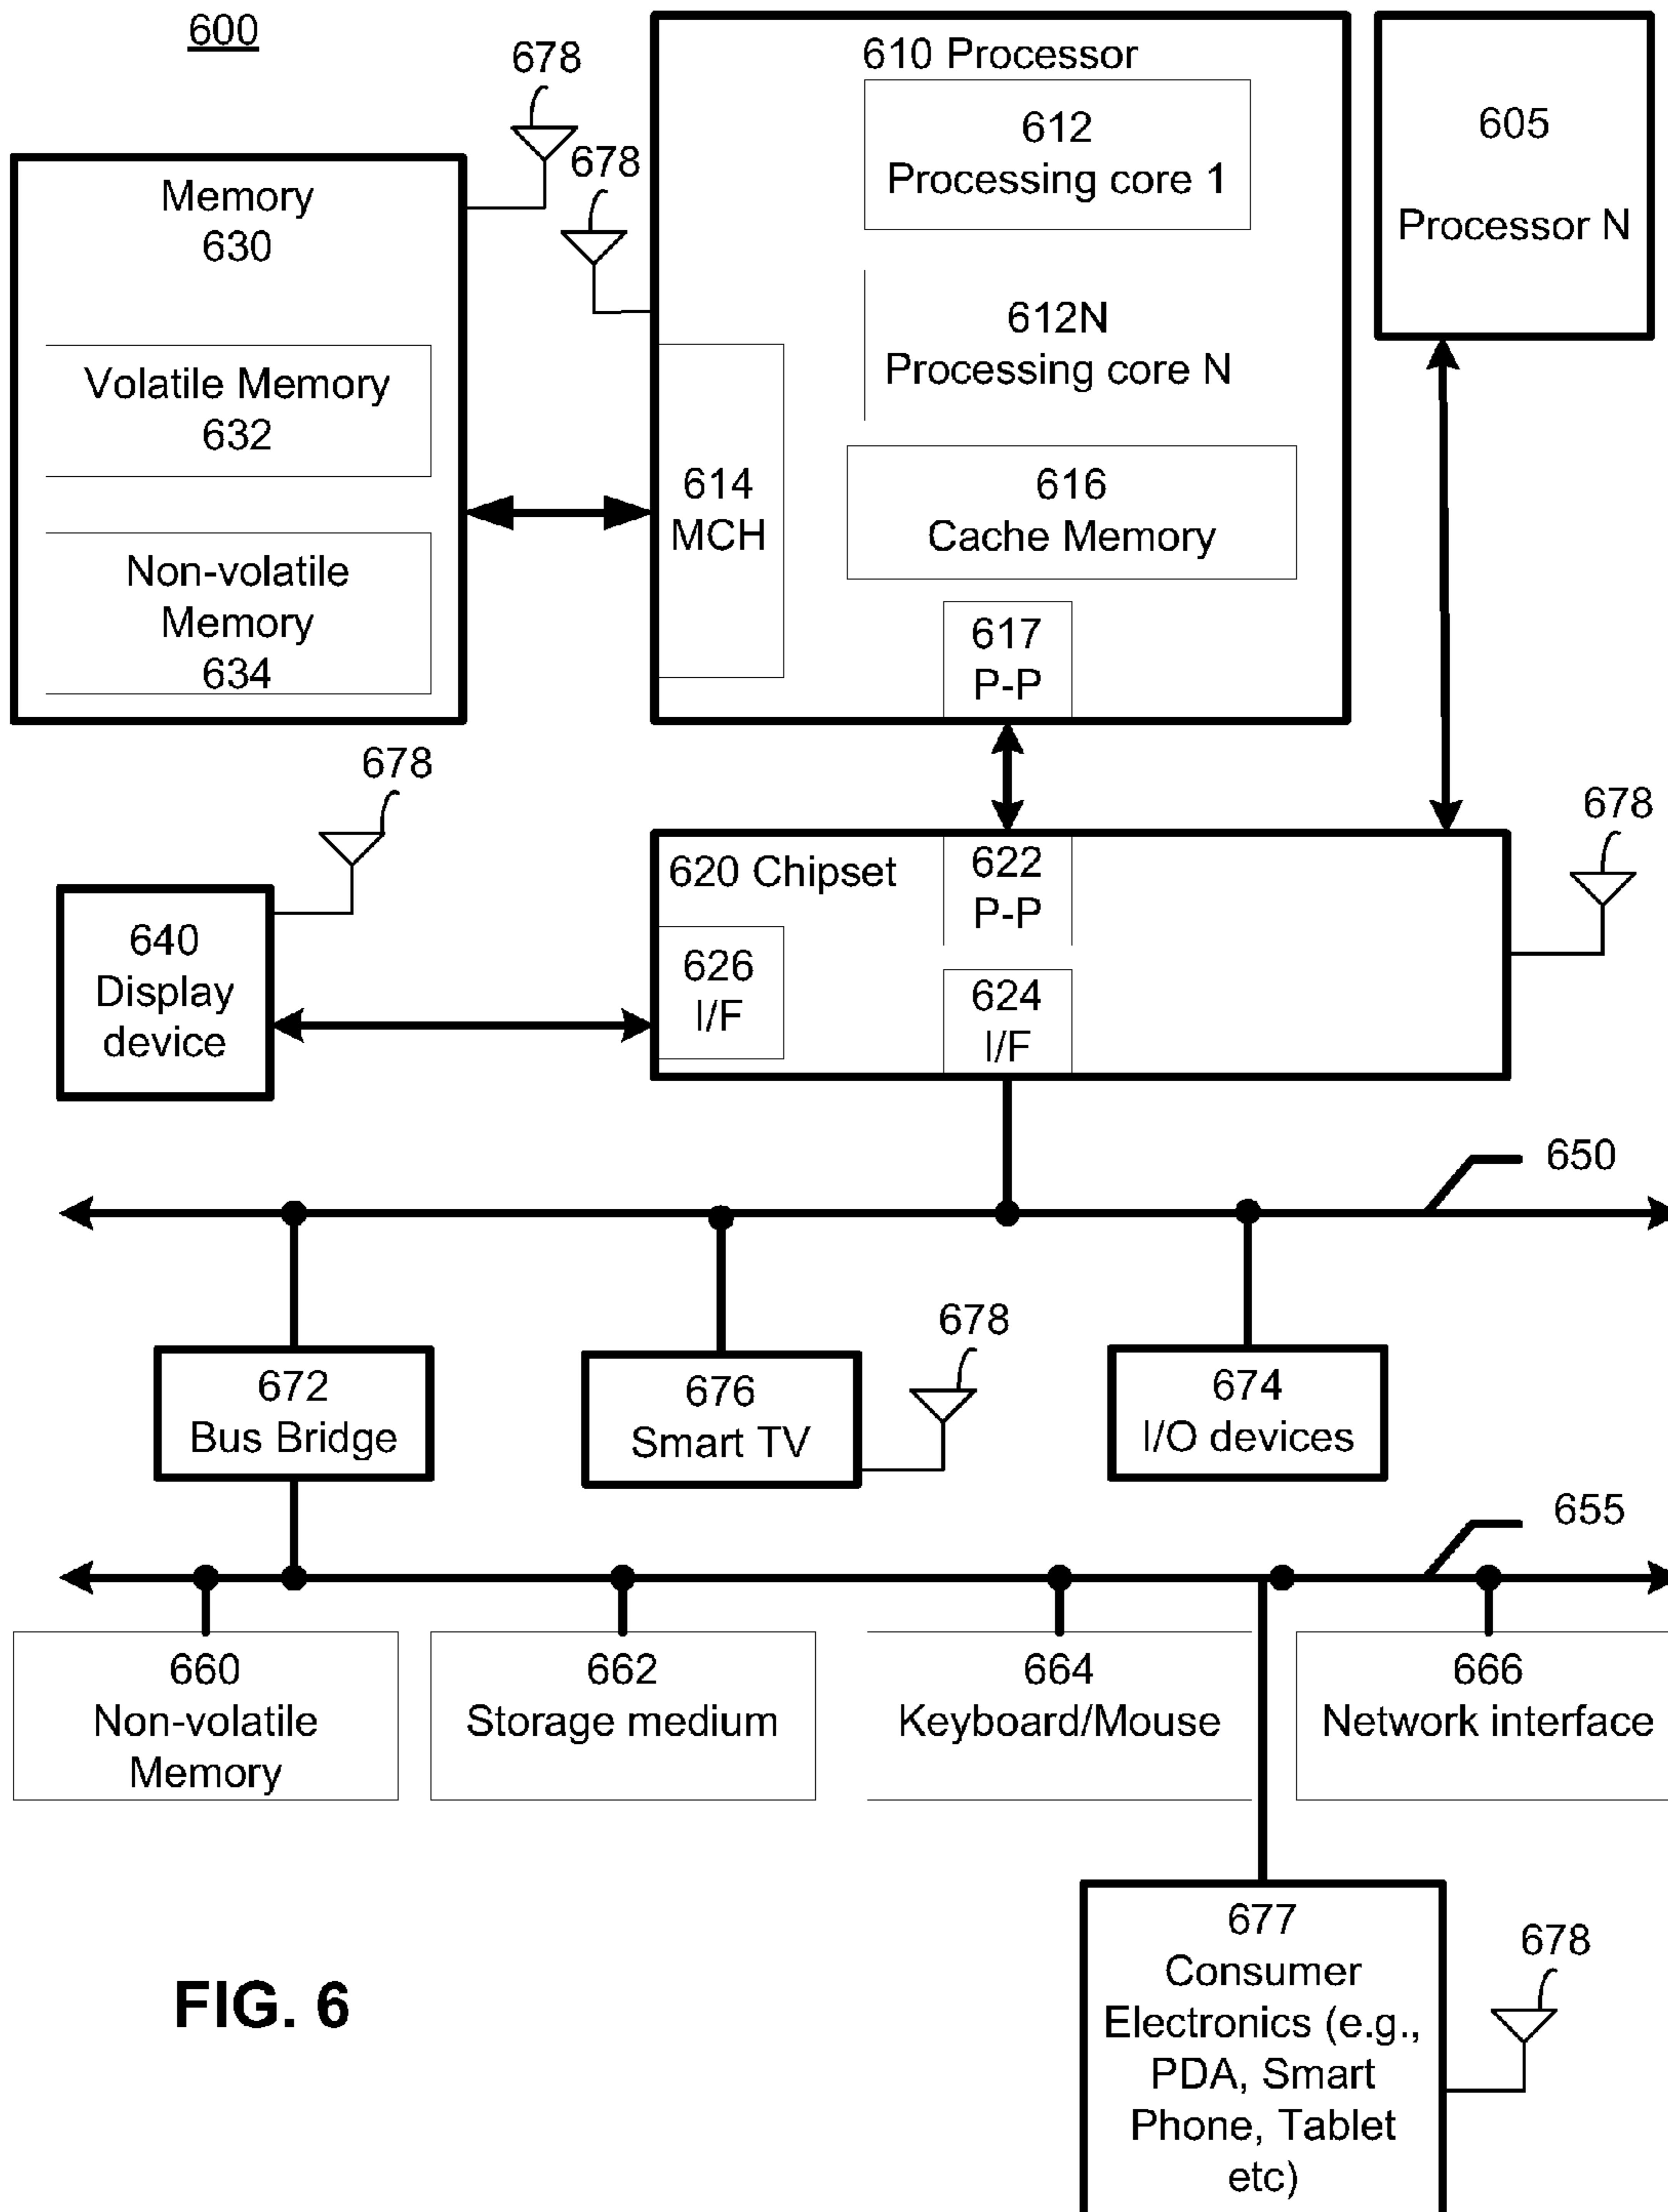 600
678
678
610 Processor
612
Processing core 1
612N
Processing core N
614
MCH
616
Cache Memory
617
P-P
605
Processor N
Memory
630
Volatile Memory
632
Non-volatile
Memory
634
678
678
640
Display
device
620 Chipset
622
P-P
626
I/F
624
I/F
650
672
Bus Bridge
676
Smart TV
678
674
I/O devices
655
660
Non-volatile
Memory
662
Storage medium
664
Keyboard/Mouse
666
Network interface
677
Consumer
Electronics (e.g.,
PDA, Smart
Phone, Tablet
etc)
678
FIG. 6